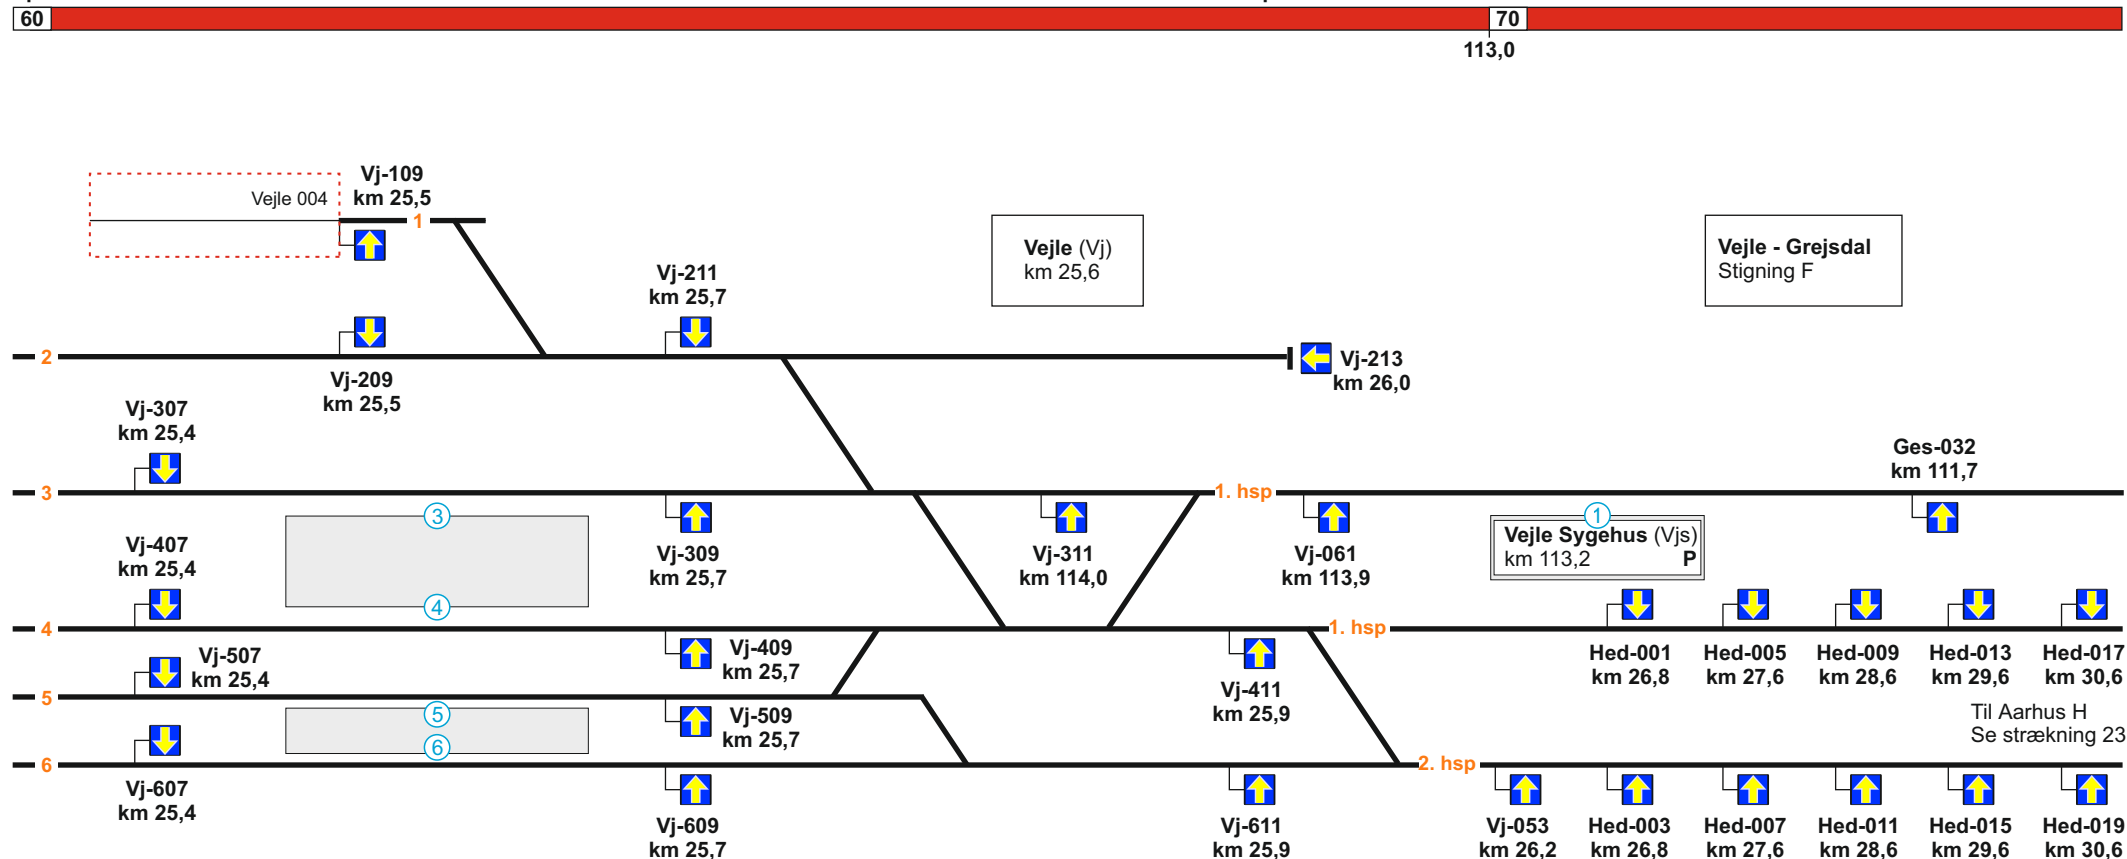 60
70
113,0
Vj-109
km 25,5
Vejle 004
1
Vj-211
km 25,7
Vejle (Vj)
km 25,6
Vejle - Grejsdal
Stigning F
2
Vj-209
km 25,5
Vj-213
km 26,0
Vj-307
km 25,4
Ges-032
km 111,7
3
1. hsp
3
Vj-309
km 25,7
Vj-311
km 114,0
Vj-061
km 113,9
1
Vejle Sygehus (Vjs)
km 113,2 P
Vj-407
km 25,4
4
4
1. hsp
Vj-409
km 25,7
Vj-411
km 25,9
Hed-001
km 26,8
Hed-005
km 27,6
Hed-009
km 28,6
Hed-013
km 29,6
Hed-017
km 30,6
Vj-507
km 25,4
5
5
Vj-509
km 25,7
6
Til Aarhus H
Se strækning 23
6
2. hsp
Vj-607
km 25,4
Vj-609
km 25,7
Vj-611
km 25,9
Vj-053
km 26,2
Hed-003
km 26,8
Hed-007
km 27,6
Hed-011
km 28,6
Hed-015
km 29,6
Hed-019
km 30,6